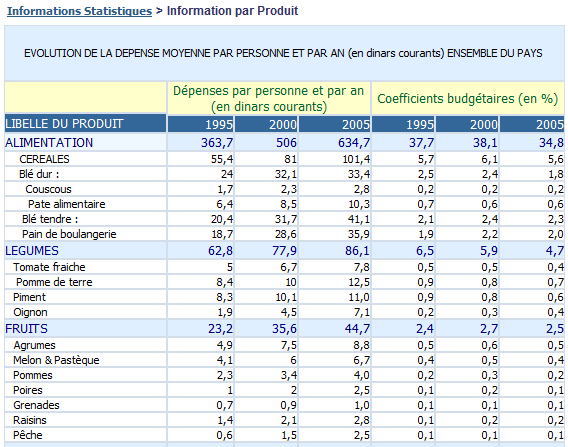 Informations Statistiques > Information par Produit
EVOLUTION DE LA DEPENSE MOYENNE PAR PERSONNE ET PAR AN (en dinars courants) ENSEMBLE DU PAYS
Dépenses par personne et par an (en dinars courants) Coefficients budgétaires (en %)
LIBELLE DU PRODUIT 1995 2000 2005 1995 2000 2005
ALIMENTATION 363,7 506 634,7 37,7 38,1 34,8
CEREALES 55,4 81 101,4 5,7 6,1 5,6
Blé dur : 24 32,1 33,4 2,5 2,4 1,8
Couscous 1,7 2,3 2,8 0,2 0,2 0,2
Pate alimentaire 6,4 8,5 10,3 0,7 0,6 0,6
Blé tendre : 20,4 31,7 41,1 2,1 2,4 2,3
Pain de boulangerie 18,7 28,6 35,9 1,9 2,2 2,0
LEGUMES 62,8 77,9 86,1 6,5 5,9 4,7
Tomate fraiche 5 6,7 7,8 0,5 0,5 0,4
Pomme de terre 8,4 10 12,5 0,9 0,8 0,7
Piment 8,3 10,1 11,0 0,9 0,8 0,6
Oignon 1,9 4,5 7,1 0,2 0,3 0,4
FRUITS 23,2 35,6 44,7 2,4 2,7 2,5
Agrumes 4,9 7,5 8,8 0,5 0,6 0,5
Melon & Pastèque 4,1 6 6,7 0,4 0,5 0,4
Pommes 2,3 3,4 4,0 0,2 0,3 0,2
Poires 1 2 2,5 0,1 0,2 0,1
Grenades 0,7 0,9 1,0 0,1 0,1 0,1
Raisins 1,4 2,1 2,8 0,1 0,2 0,2
Pêche 0,6 1,5 2,5 0,1 0,1 0,1